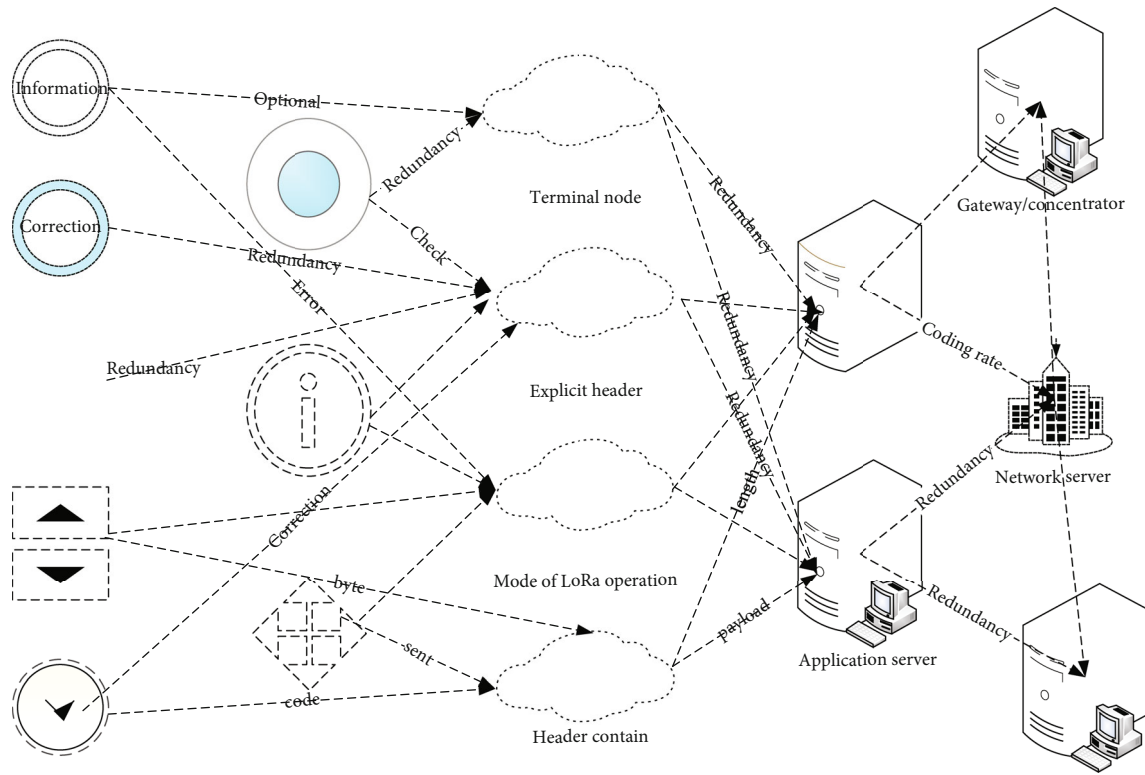 Information
Optional
Redundancy
Terminal node
Redundancy
Gateway/concentrator
Correction
Redundancy
Check
Error
Redundancy
Redundancy
Explicit header
Redundancy
Coding rate
Correction
length
Redundancy
Network server
Mode of LoRa operation
byte
payload
Redundancy
sent
Application server
code
Header contain